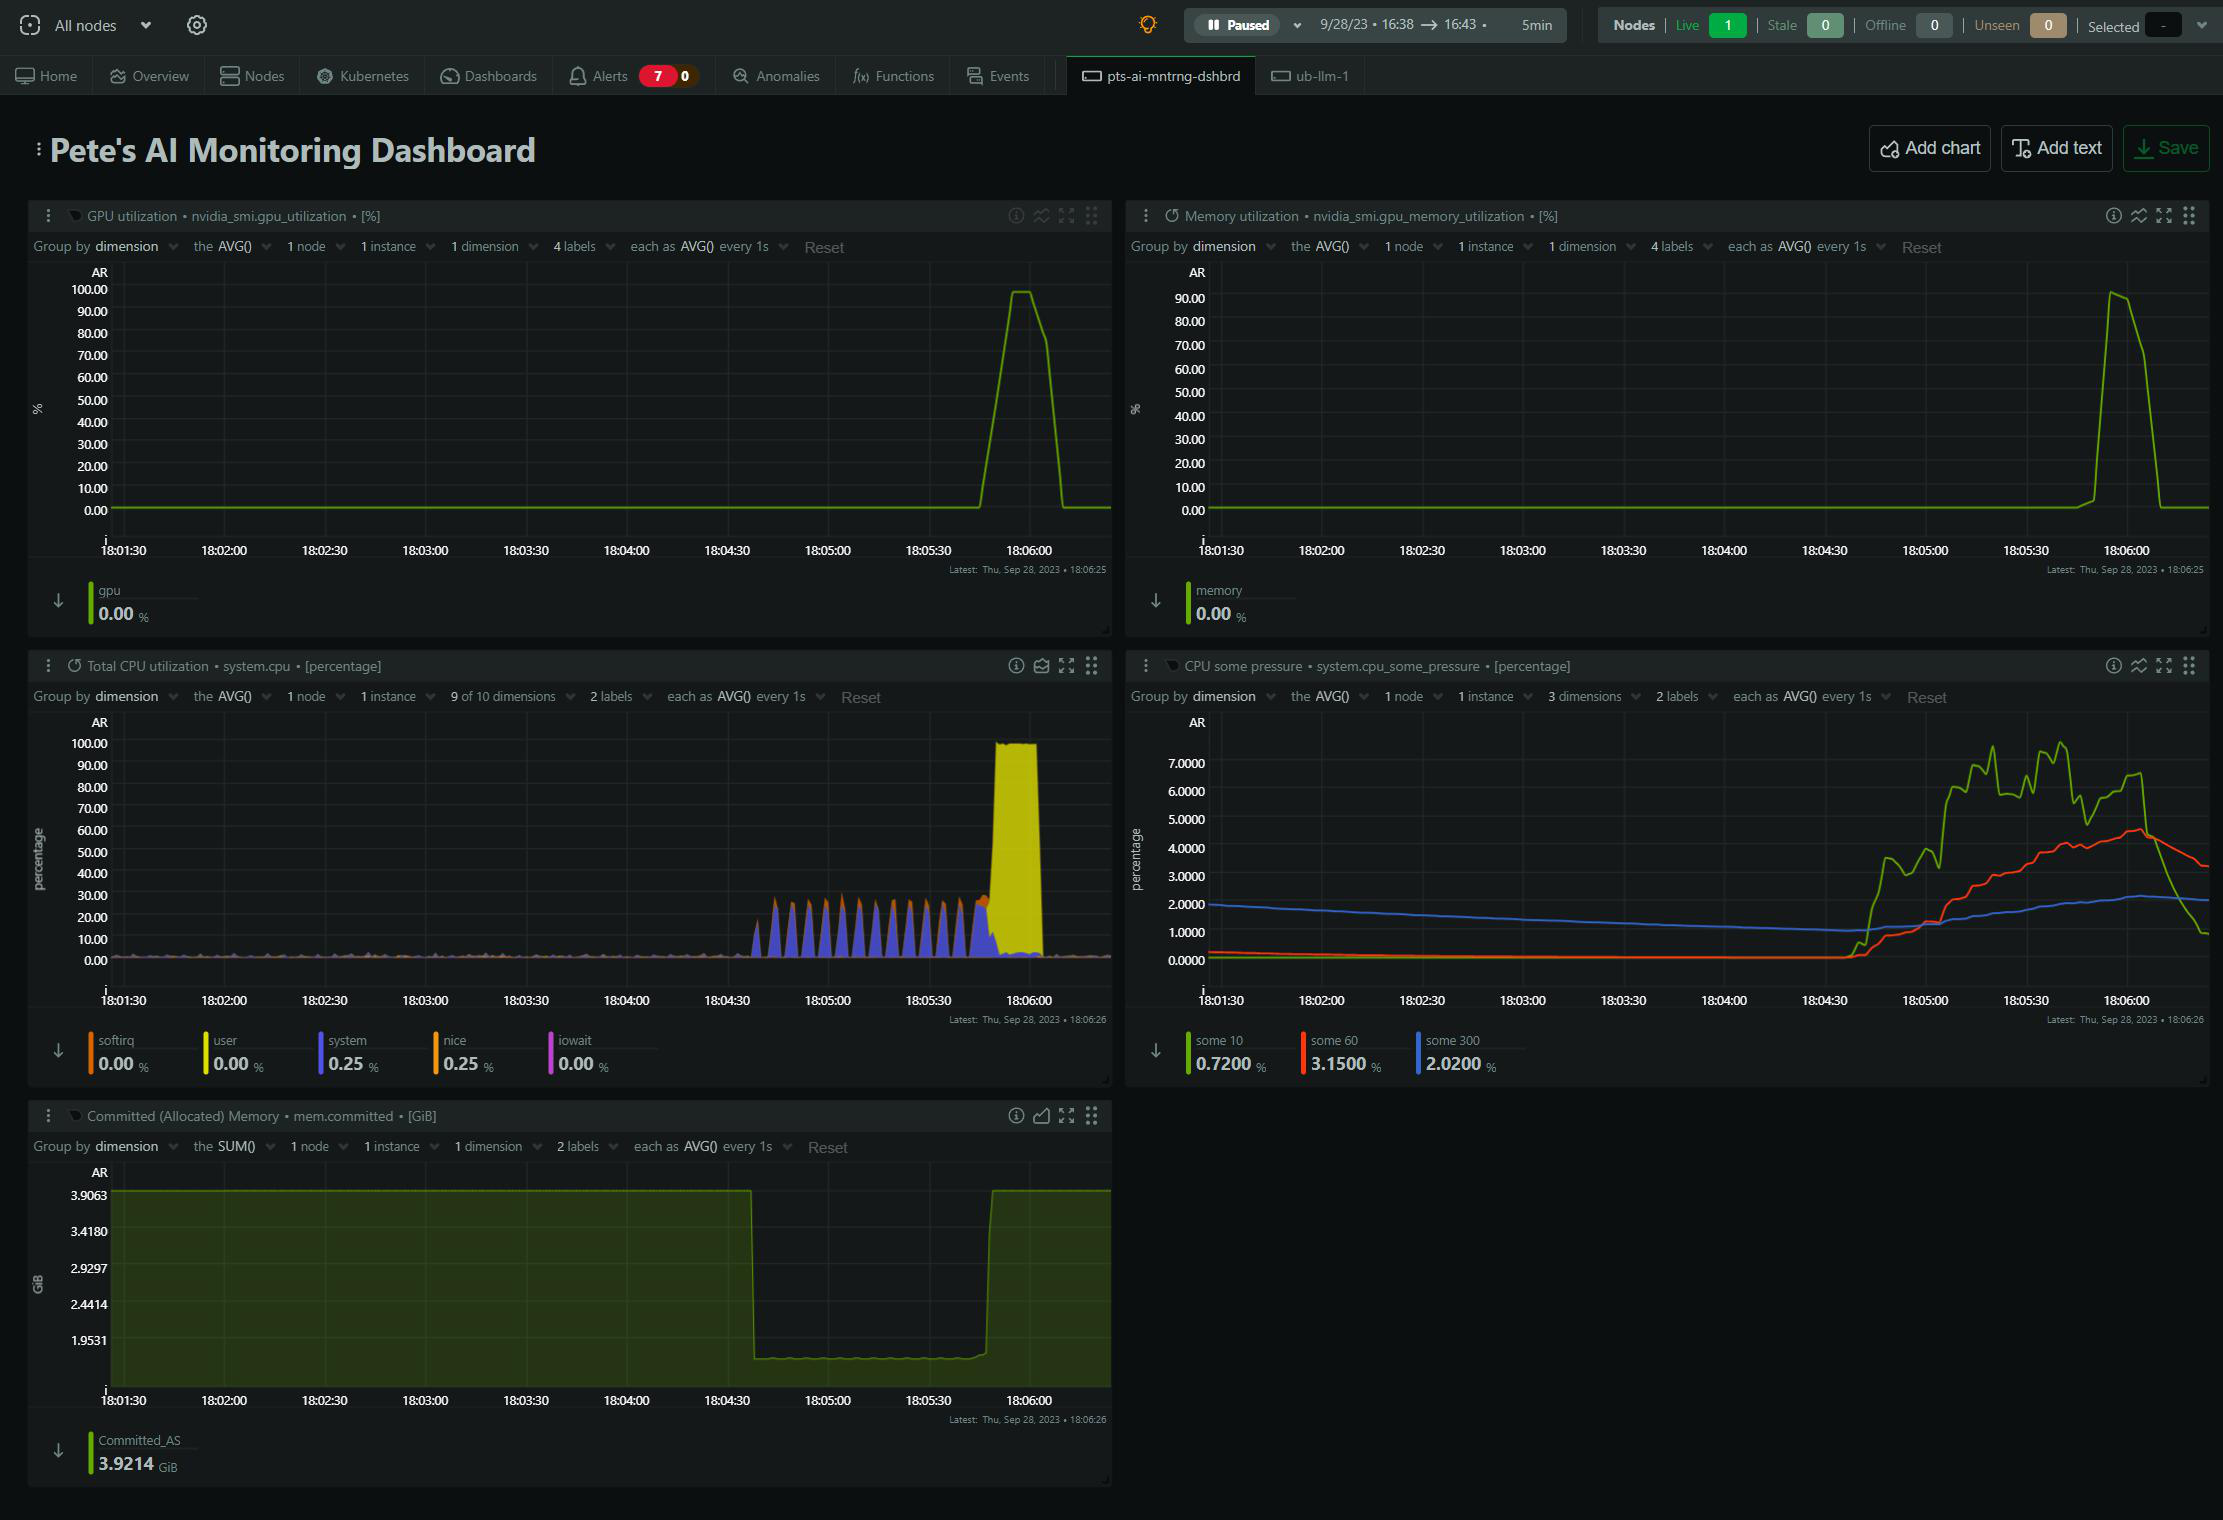 All nodes
Paused 9/28/23 • 16:38 → 16:43 • 5min
Nodes | Live 1 | Stale 0 | Offline 0 | Unseen 0 | Selected -
Home Overview Nodes Kubernetes Dashboards Alerts 7 0 Anomalies f(x) Functions Events pts-ai-mntrng-dshbrd ub-llm-1
Pete's AI Monitoring Dashboard
Add chart Add text Save
GPU utilization • nvidia_smi.gpu_utilization • [%]
Group by dimension the AVG() 1 node 1 instance 1 dimension 4 labels each as AVG() every 1s Reset
AR
100.00
90.00
80.00
70.00
60.00
50.00
40.00
30.00
20.00
10.00
0.00
%
i
18:01:30 18:02:00 18:02:30 18:03:00 18:03:30 18:04:00 18:04:30 18:05:00 18:05:30 18:06:00
Latest: Thu, Sep 28, 2023 • 18:06:25
gpu
0.00 %
Memory utilization • nvidia_smi.gpu_memory_utilization • [%]
Group by dimension the AVG() 1 node 1 instance 1 dimension 4 labels each as AVG() every 1s Reset
AR
90.00
80.00
70.00
60.00
50.00
40.00
30.00
20.00
10.00
0.00
%
i
18:01:30 18:02:00 18:02:30 18:03:00 18:03:30 18:04:00 18:04:30 18:05:00 18:05:30 18:06:00
Latest: Thu, Sep 28, 2023 • 18:06:25
memory
0.00 %
Total CPU utilization • system.cpu • [percentage]
Group by dimension the AVG() 1 node 1 instance 9 of 10 dimensions 2 labels each as AVG() every 1s Reset
AR
100.00
90.00
80.00
70.00
60.00
50.00
40.00
30.00
20.00
10.00
0.00
percentage
i
18:01:30 18:02:00 18:02:30 18:03:00 18:03:30 18:04:00 18:04:30 18:05:00 18:05:30 18:06:00
Latest: Thu, Sep 28, 2023 • 18:06:26
softirq user system nice iowait
0.00 % 0.00 % 0.25 % 0.25 % 0.00 %
CPU some pressure • system.cpu_some_pressure • [percentage]
Group by dimension the AVG() 1 node 1 instance 3 dimensions 2 labels each as AVG() every 1s Reset
AR
7.0000
6.0000
5.0000
4.0000
3.0000
2.0000
1.0000
0.0000
percentage
i
18:01:30 18:02:00 18:02:30 18:03:00 18:03:30 18:04:00 18:04:30 18:05:00 18:05:30 18:06:00
Latest: Thu, Sep 28, 2023 • 18:06:26
some 10 some 60 some 300
0.7200 % 3.1500 % 2.0200 %
Committed (Allocated) Memory • mem.committed • [GiB]
Group by dimension the SUM() 1 node 1 instance 1 dimension 2 labels each as AVG() every 1s Reset
AR
3.9063
3.4180
2.9297
2.4414
1.9531
GiB
i
18:01:30 18:02:00 18:02:30 18:03:00 18:03:30 18:04:00 18:04:30 18:05:00 18:05:30 18:06:00
Latest: Thu, Sep 28, 2023 • 18:06:26
Committed_AS
3.9214 GiB